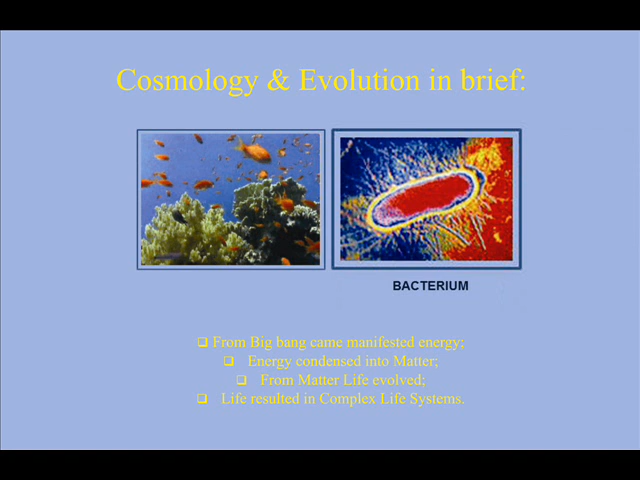 Cosmology & Evolution in brief:
BACTERIUM
❑ From Big bang came manifested energy;
❑ Energy condensed into Matter;
❑ From Matter Life evolved;
❑ Life resulted in Complex Life Systems.